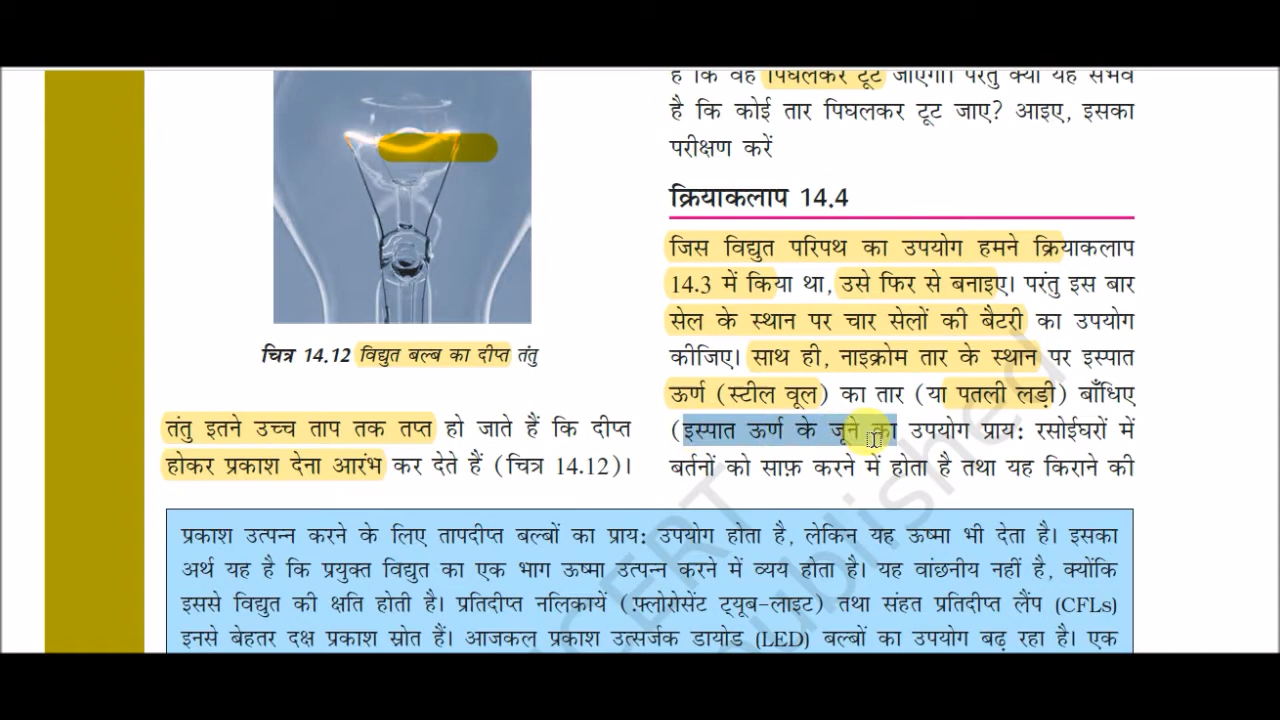 चित्र 14.12 विद्युत बल्ब का दीप्त तंतु
तंतु इतने उच्च ताप तक तप्त हो जाते हैं कि दीप्त
होकर प्रकाश देना आरंभ कर देते हैं (चित्र 14.12)।
है कि वह पिघलकर टूट जाएगा। परंतु क्या यह संभव
है कि कोई तार पिघलकर टूट जाए? आइए, इसका
परीक्षण करें
क्रियाकलाप 14.4
जिस विद्युत परिपथ का उपयोग हमने क्रियाकलाप
14.3 में किया था, उसे फिर से बनाइए। परंतु इस बार
सेल के स्थान पर चार सेलों की बैटरी का उपयोग
कीजिए। साथ ही, नाइक्रोम तार के स्थान पर इस्पात
ऊर्ण (स्टील वूल) का तार (या पतली लड़ी) बाँधिए
(इस्पात ऊर्ण के जूने का उपयोग प्राय: रसोईघरों में
बर्तनों को साफ़ करने में होता है तथा यह किराने की
प्रकाश उत्पन्न करने के लिए तापदीप्त बल्बों का प्राय: उपयोग होता है, लेकिन यह ऊष्मा भी देता है। इसका
अर्थ यह है कि प्रयुक्त विद्युत का एक भाग ऊष्मा उत्पन्न करने में व्यय होता है। यह वांछनीय नहीं है, क्योंकि
इससे विद्युत की क्षति होती है। प्रतिदीप्त नलिकायें (फ़्लोरोसेंट ट्यूब-लाइट) तथा संहत प्रतिदीप्त लैंप (CFLs)
इनसे बेहतर दक्ष प्रकाश स्रोत हैं। आजकल प्रकाश उत्सर्जक डायोड (LED) बल्बों का उपयोग बढ़ रहा है। एक